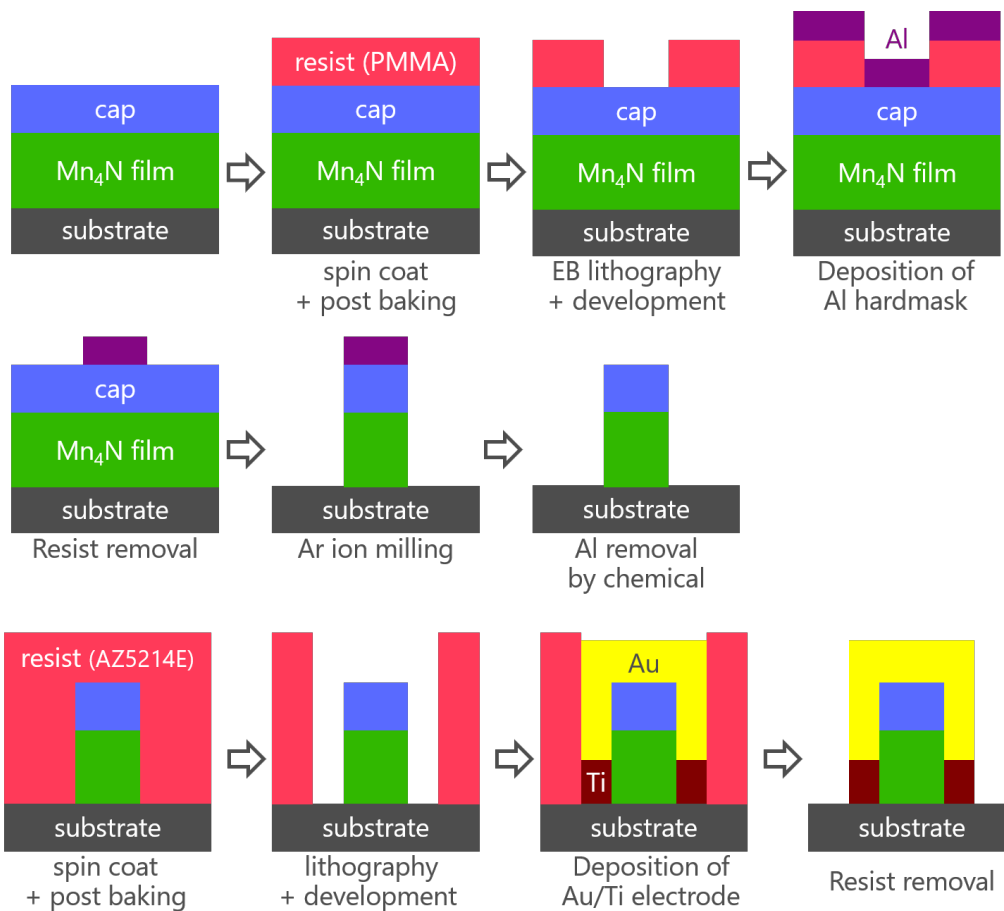 resist (PMMA)
Al
cap
cap
cap
cap
Mn₄N film
Mn₄N film
Mn₄N film
Mn₄N film
substrate
substrate
substrate
substrate
spin coat
+ post baking
EB lithography
+ development
Deposition of
Al hardmask
cap
Mn₄N film
substrate
substrate
substrate
Resist removal
Ar ion milling
Al removal
by chemical
resist (AZ5214E)
Au
Ti
substrate
substrate
substrate
substrate
spin coat
+ post baking
lithography
+ development
Deposition of
Au/Ti electrode
Resist removal